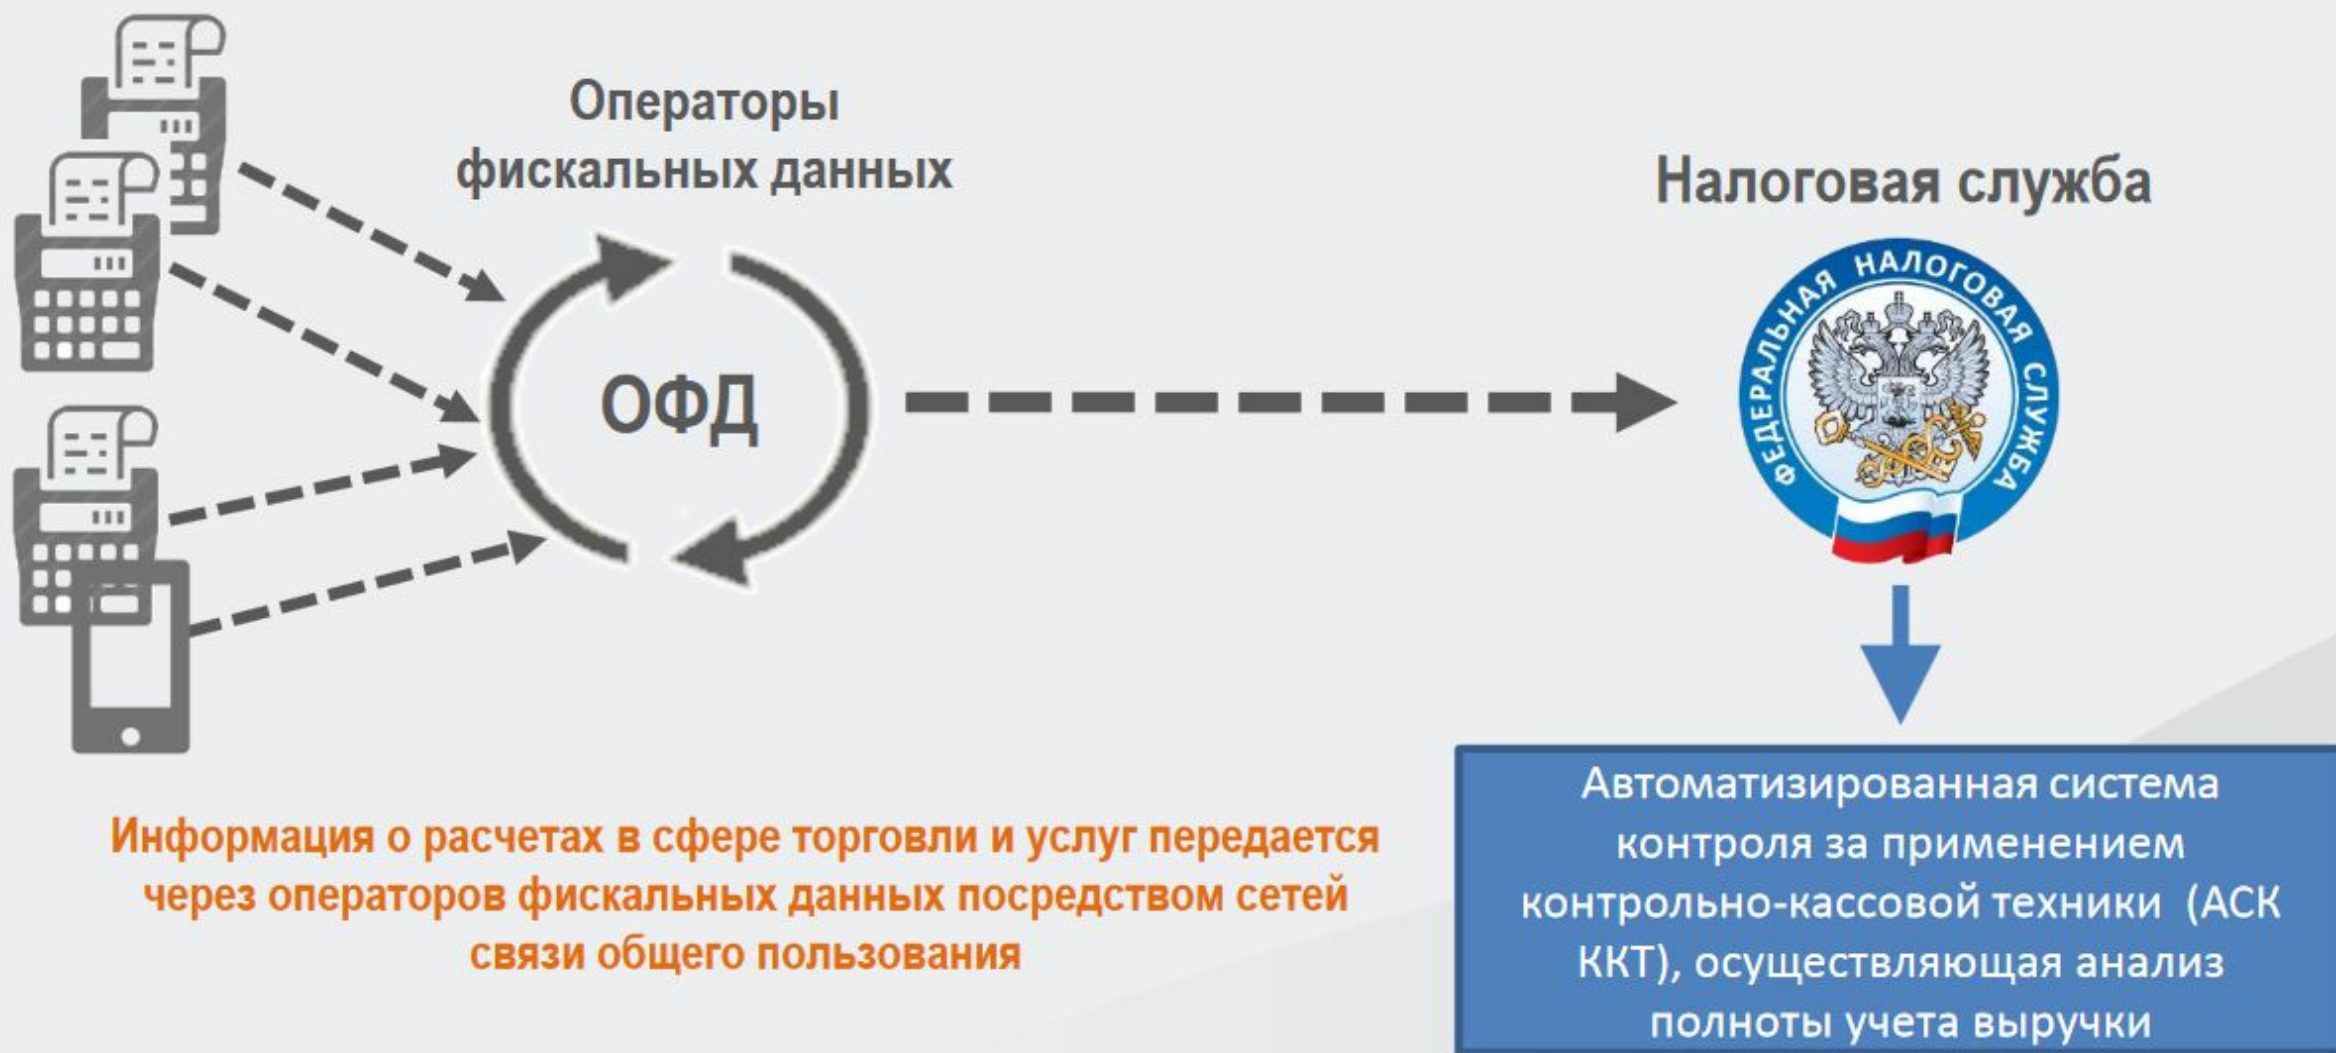 Операторы
фискальных данных
Налоговая служба
ФЕДЕРАЛЬНАЯ НАЛОГОВАЯ СЛУЖБА
ОФД
Информация о расчетах в сфере торговли и услуг передается
через операторов фискальных данных посредством сетей
связи общего пользования
Автоматизированная система
контроля за применением
контрольно-кассовой техники (АСК
ККТ), осуществляющая анализ
полноты учета выручки